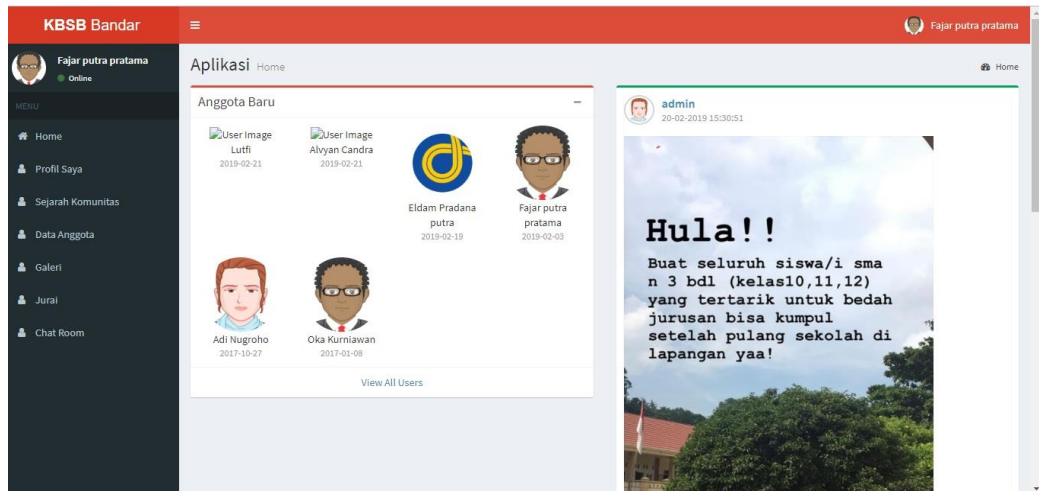 KBSB Bandar
Fajar putra pratama
Fajar putra pratama
Online
MENU
Home
Profil Saya
Sejarah Komunitas
Data Anggota
Galeri
Jurai
Chat Room
Aplikasi Home
Home
Anggota Baru
User Image
Lutfi
2019-02-21
User Image
Alvyan Candra
2019-02-21
Eldam Pradana
putra
2019-02-19
Fajar putra
pratama
2019-02-03
Adi Nugroho
2017-10-27
Oka Kurniawan
2017-01-08
View All Users
admin
20-02-2019 15:30:51
Hula!!
Buat seluruh siswa/i sma
n 3 bdl (kelas10,11,12)
yang tertarik untuk bedah
jurusan bisa kumpul
setelah pulang sekolah di
lapangan yaa!